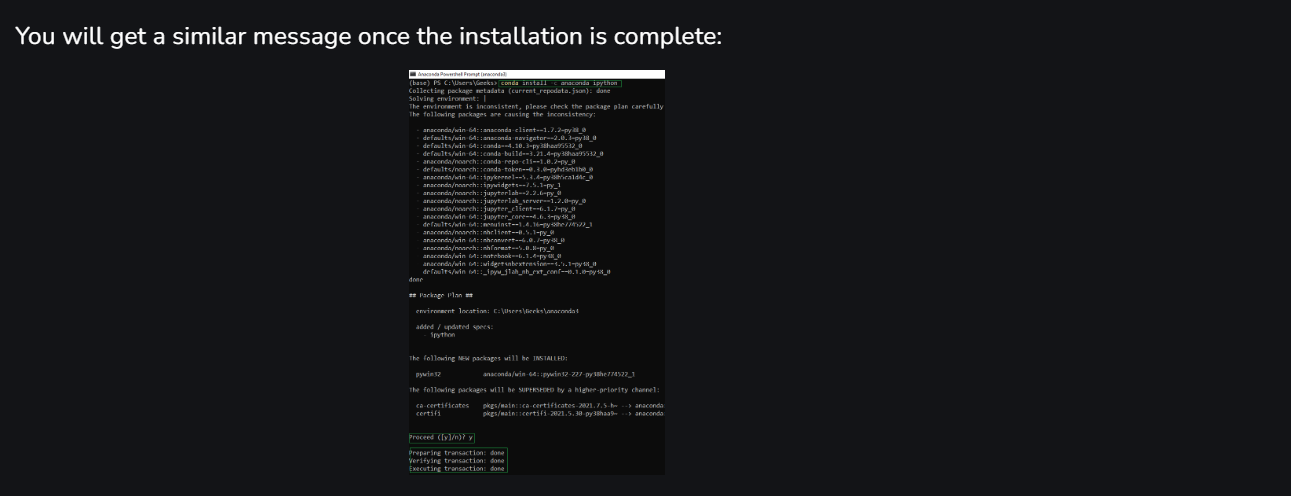 You will get a similar message once the installation is complete:
Anaconda Powershell Prompt (anaconda3)
(base) PS C:\Users\Geeks> conda install -c anaconda ipython
Collecting package metadata (current_repodata.json): done
Solving environment: |
The environment is inconsistent, please check the package plan carefully
The following packages are causing the inconsistency:
- anaconda/win-64::anaconda-client==1.7.2=py38_0
- defaults/win-64::anaconda-navigator==2.0.3=py38_0
- defaults/win-64::conda==4.10.3=py38haa95532_0
- defaults/win-64::conda-build==3.21.4=py38haa95532_0
- anaconda/noarch::conda-repo-cli==1.0.2=py_0
- defaults/noarch::conda-token==0.3.0=pyhd3eb1b0_0
- anaconda/win-64::ipykernel==5.3.4=py38h5ca1d4c_0
- anaconda/noarch::ipywidgets==7.5.1=py_1
- anaconda/noarch::jupyterlab==2.2.6=py_0
- anaconda/noarch::jupyterlab_server==1.2.0=py_0
- anaconda/noarch::jupyter_client==6.1.7=py_0
- anaconda/win-64::jupyter_core==4.6.3=py38_0
- defaults/win-64::menuinst==1.4.16=py38he774522_1
- anaconda/noarch::nbclient==0.5.1=py_0
- anaconda/win-64::nbconvert==6.0.7=py38_0
- anaconda/noarch::nbformat==5.0.8=py_0
- anaconda/win-64::notebook==6.1.4=py38_0
- anaconda/win-64::widgetsnbextension==3.5.1=py38_0
- defaults/win-64::_ipyw_jlab_nb_ext_conf==0.1.0=py38_0
done
## Package Plan ##
environment location: C:\Users\Geeks\anaconda3
added / updated specs:
- ipython
The following NEW packages will be INSTALLED:
pywin32 anaconda/win-64::pywin32-227-py38he774522_1
The following packages will be SUPERSEDED by a higher-priority channel:
ca-certificates pkgs/main::ca-certificates-2021.7.5-h~ --> anaconda
certifi pkgs/main::certifi-2021.5.30-py38haa9~ --> anaconda
Proceed ([y]/n)? y
Preparing transaction: done
Verifying transaction: done
Executing transaction: done